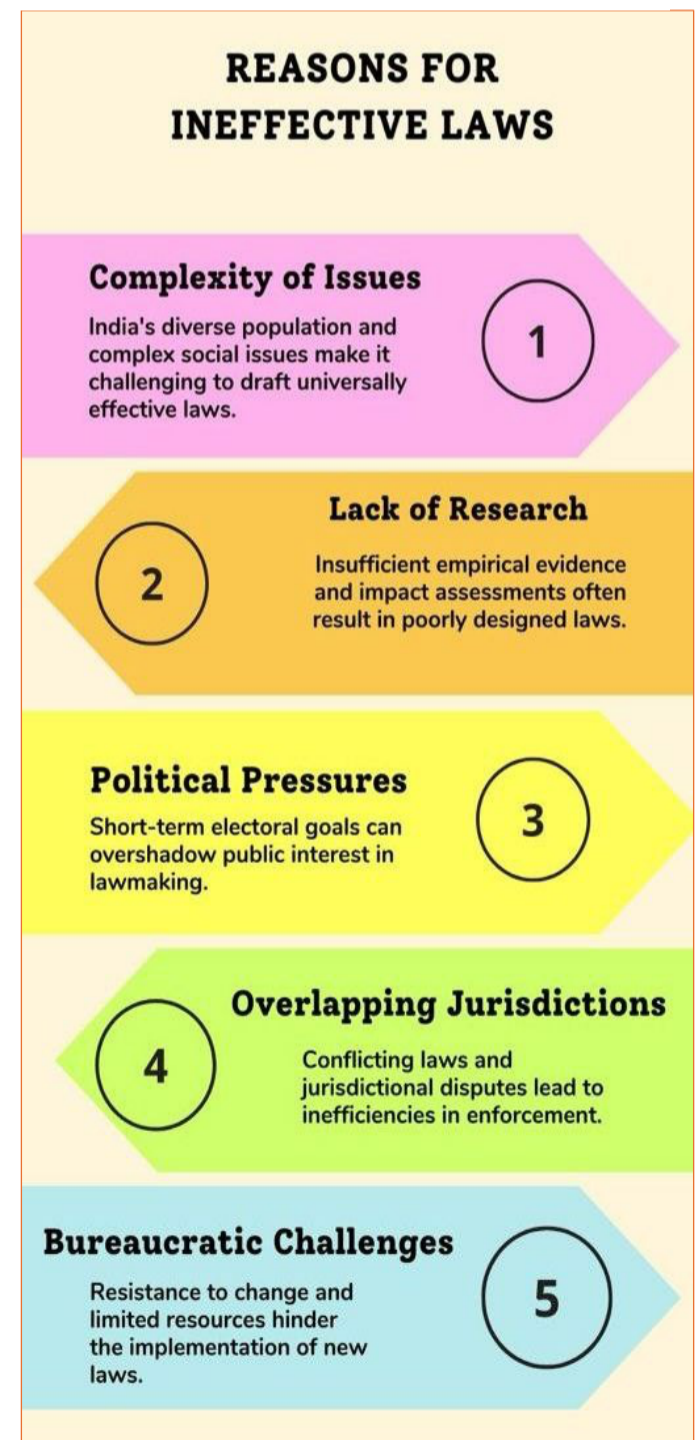 REASONS FOR
INEFFECTIVE LAWS
Complexity of Issues
India's diverse population and
complex social issues make it
challenging to draft universally
effective laws.
1
Lack of Research
2
Insufficient empirical evidence
and impact assessments often
result in poorly designed laws.
Political Pressures
Short-term electoral goals can
overshadow public interest in
lawmaking.
3
Overlapping Jurisdictions
4
Conflicting laws and
jurisdictional disputes lead to
inefficiencies in enforcement.
Bureaucratic Challenges
Resistance to change and
limited resources hinder
the implementation of new
laws.
5